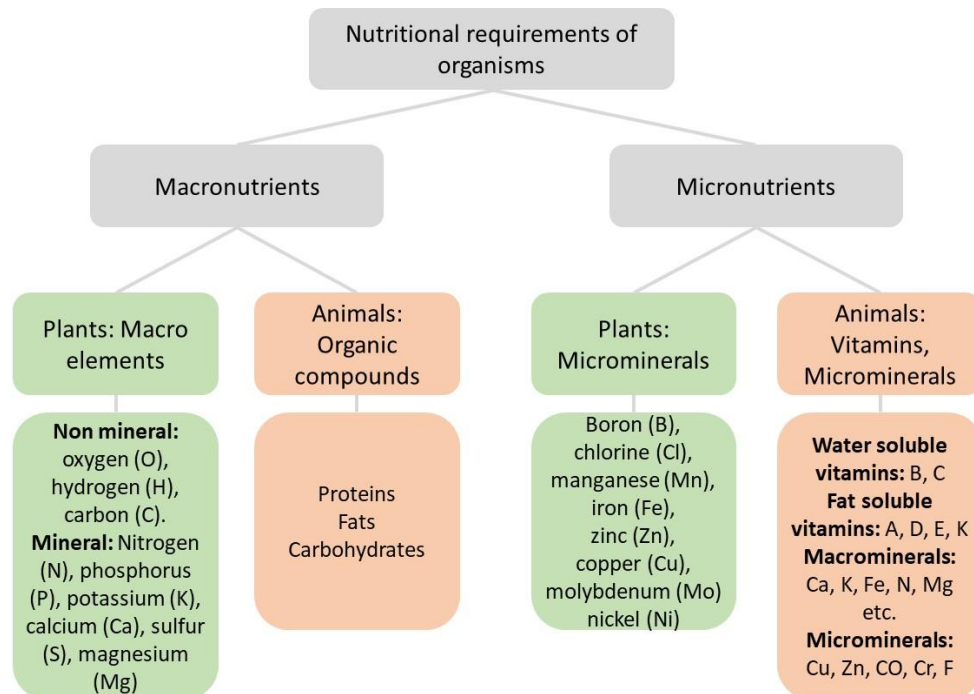 Nutritional requirements of
organisms
Macronutrients
Micronutrients
Plants: Macro
elements
Animals:
Organic
compounds
Plants:
Microminerals
Animals:
Vitamins,
Microminerals
Non mineral:
oxygen (O),
hydrogen (H),
carbon (C).
Mineral: Nitrogen
(N), phosphorus
(P), potassium (K),
calcium (Ca), sulfur
(S), magnesium
(Mg)
Proteins
Fats
Carbohydrates
Boron (B),
chlorine (Cl),
manganese (Mn),
iron (Fe),
zinc (Zn),
copper (Cu),
molybdenum (Mo)
nickel (Ni)
Water soluble
vitamins: B, C
Fat soluble
vitamins: A, D, E, K
Macrominerals:
Ca, K, Fe, N, Mg
etc.
Microminerals:
Cu, Zn, CO, Cr, F